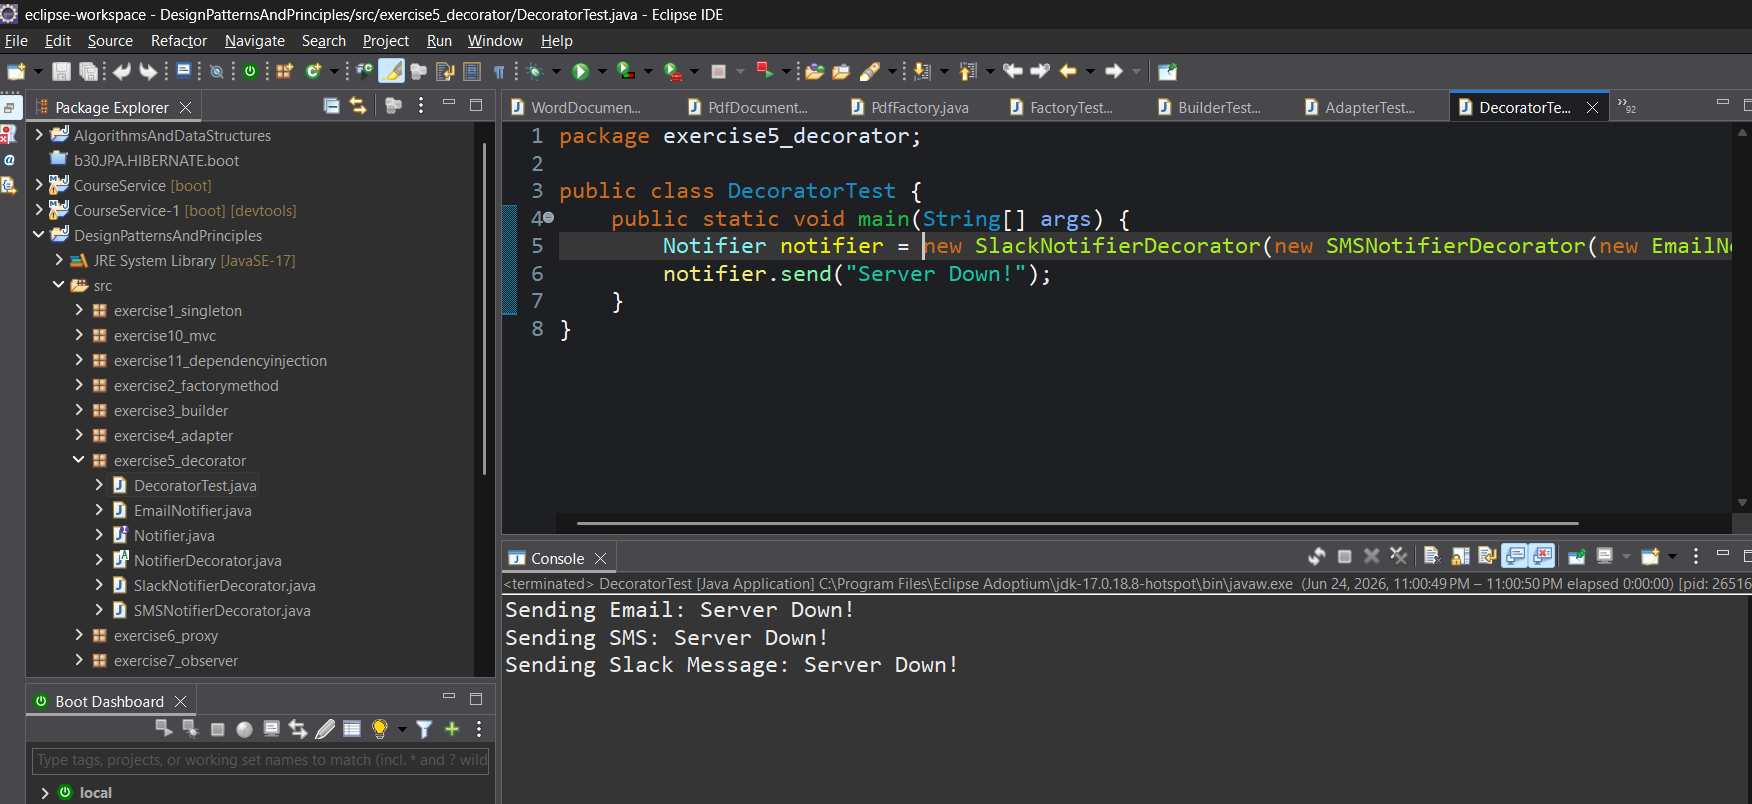 eclipse-workspace - DesignPatternsAndPrinciples/src/exercise5_decorator/DecoratorTest.java - Eclipse IDE
File Edit Source Refactor Navigate Search Project Run Window Help
Package Explorer
AlgorithmsAndDataStructures
b30.JPA.HIBERNATE.boot
CourseService [boot]
CourseService-1 [boot] [devtools]
DesignPatternsAndPrinciples
JRE System Library [JavaSE-17]
src
exercise1_singleton
exercise10_mvc
exercise11_dependencyinjection
exercise2_factorymethod
exercise3_builder
exercise4_adapter
exercise5_decorator
DecoratorTest.java
EmailNotifier.java
Notifier.java
NotifierDecorator.java
SlackNotifierDecorator.java
SMSNotifierDecorator.java
exercise6_proxy
exercise7_observer
Boot Dashboard
Type tags, projects, or working set names to match (incl. * and ? wild
local
WordDocumen... PdfDocument... PdfFactory.java FactoryTest... BuilderTest... AdapterTest... DecoratorTe... 92
1 package exercise5_decorator;
2
3 public class DecoratorTest {
4 public static void main(String[] args) {
5 Notifier notifier = new SlackNotifierDecorator(new SMSNotifierDecorator(new EmailNo
6 notifier.send("Server Down!");
7 }
8 }
Console
<terminated> DecoratorTest [Java Application] C:\Program Files\Eclipse Adoptium\jdk-17.0.18.8-hotspot\bin\javaw.exe (Jun 24, 2026, 11:00:49 PM – 11:00:50 PM elapsed 0:00:00) [pid: 26516
Sending Email: Server Down!
Sending SMS: Server Down!
Sending Slack Message: Server Down!